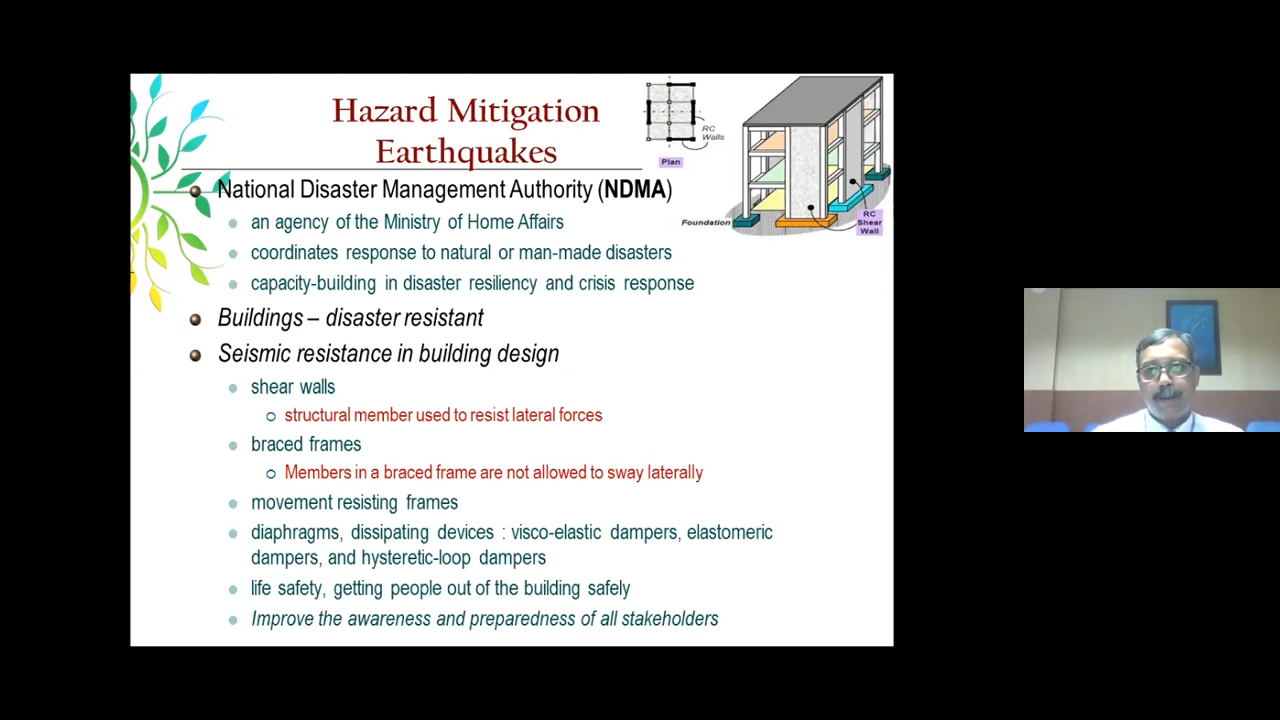 Hazard Mitigation
Earthquakes
RC
Walls
Plan
Foundation
RC
Shear
Wall
National Disaster Management Authority (NDMA)
an agency of the Ministry of Home Affairs
coordinates response to natural or man-made disasters
capacity-building in disaster resiliency and crisis response
Buildings – disaster resistant
Seismic resistance in building design
shear walls
structural member used to resist lateral forces
braced frames
Members in a braced frame are not allowed to sway laterally
movement resisting frames
diaphragms, dissipating devices : visco-elastic dampers, elastomeric
dampers, and hysteretic-loop dampers
life safety, getting people out of the building safely
Improve the awareness and preparedness of all stakeholders